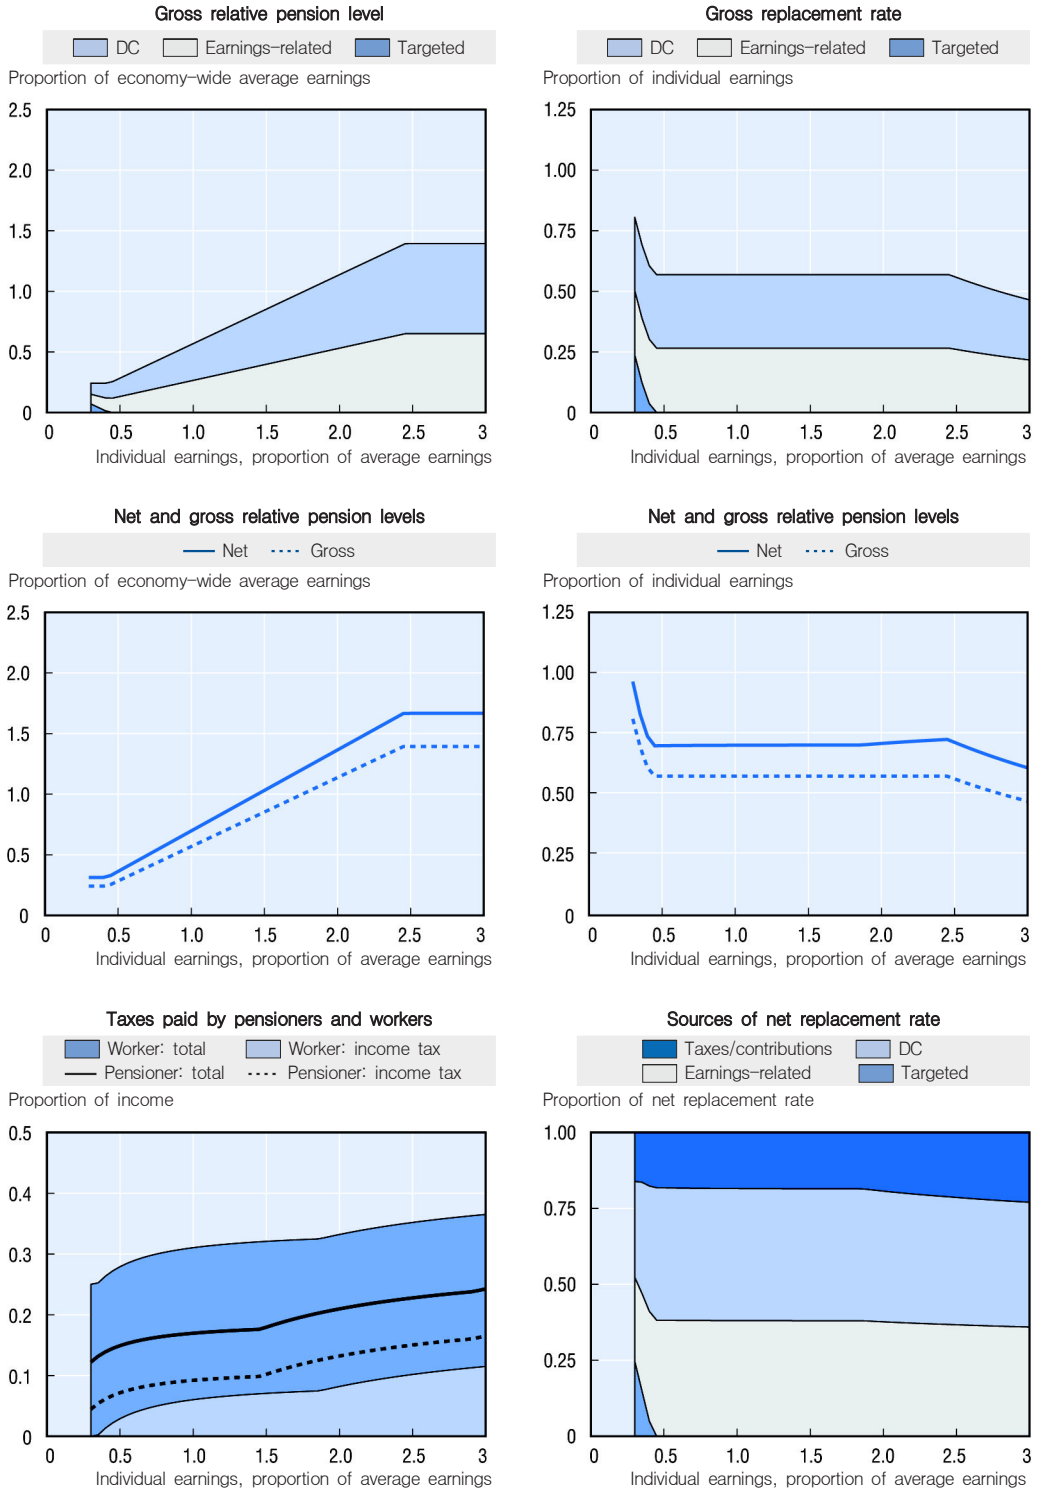 Gross relative pension level
DC Earnings-related Targeted
Proportion of economy-wide average earnings
2.5
2.0
1.5
1.0
0.5
0
0 0.5 1.0 1.5 2.0 2.5 3
Individual earnings, proportion of average earnings
Gross replacement rate
DC Earnings-related Targeted
Proportion of individual earnings
1.25
1.00
0.75
0.50
0.25
0
0 0.5 1.0 1.5 2.0 2.5 3
Individual earnings, proportion of average earnings
Net and gross relative pension levels
Net Gross
Proportion of economy-wide average earnings
2.5
2.0
1.5
1.0
0.5
0
0 0.5 1.0 1.5 2.0 2.5 3
Individual earnings, proportion of average earnings
Net and gross relative pension levels
Net Gross
Proportion of individual earnings
1.25
1.00
0.75
0.50
0.25
0
0 0.5 1.0 1.5 2.0 2.5 3
Individual earnings, proportion of average earnings
Taxes paid by pensioners and workers
Worker: total Worker: income tax
Pensioner: total Pensioner: income tax
Proportion of income
0.5
0.4
0.3
0.2
0.1
0
0 0.5 1.0 1.5 2.0 2.5 3
Individual earnings, proportion of average earnings
Sources of net replacement rate
Taxes/contributions DC
Earnings-related Targeted
Proportion of net replacement rate
1.00
0.75
0.50
0.25
0
0 0.5 1.0 1.5 2.0 2.5 3
Individual earnings, proportion of average earnings